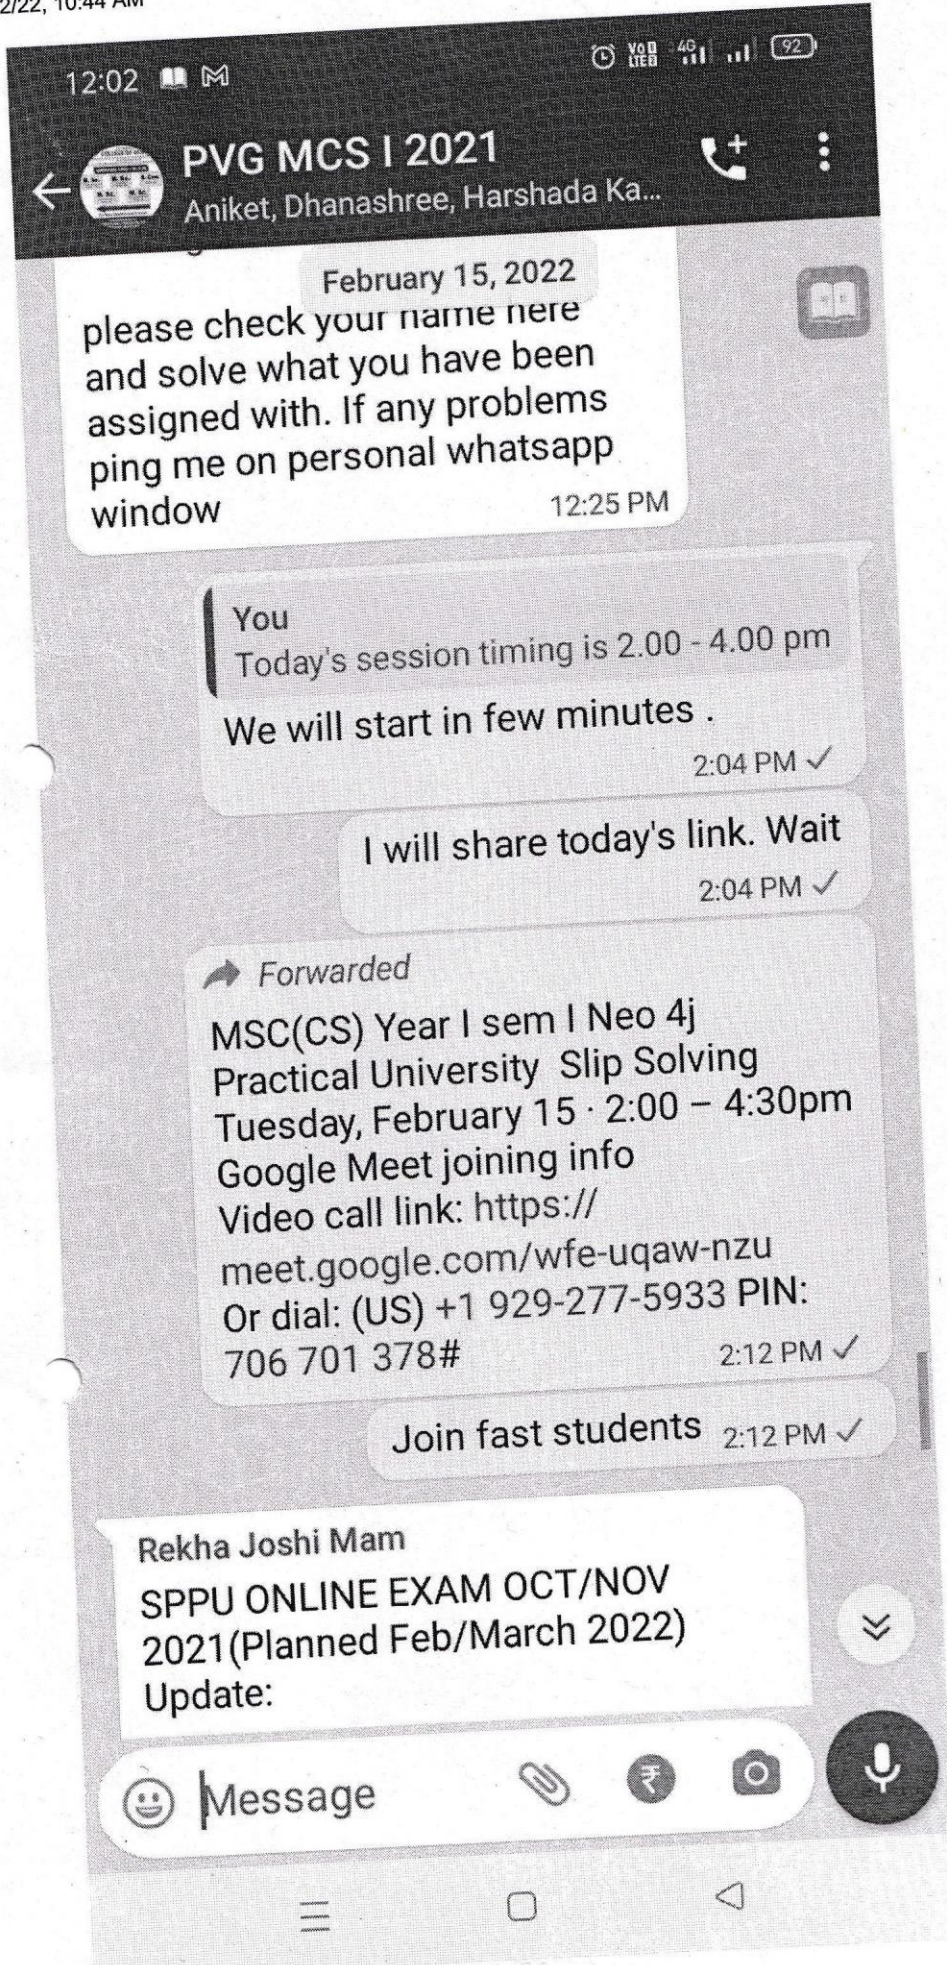 2/22, 10:44 AM
12:02
VoD LTE2 4G 92
PVG MCS I 2021
Aniket, Dhanashree, Harshada Ka...
February 15, 2022
please check your name here
and solve what you have been
assigned with. If any problems
ping me on personal whatsapp
window 12:25 PM
You
Today's session timing is 2.00 - 4.00 pm
We will start in few minutes .
2:04 PM
I will share today's link. Wait
2:04 PM
Forwarded
MSC(CS) Year I sem I Neo 4j
Practical University Slip Solving
Tuesday, February 15 · 2:00 – 4:30pm
Google Meet joining info
Video call link: https://
meet.google.com/wfe-uqaw-nzu
Or dial: (US) +1 929-277-5933 PIN:
706 701 378# 2:12 PM
Join fast students 2:12 PM
Rekha Joshi Mam
SPPU ONLINE EXAM OCT/NOV
2021(Planned Feb/March 2022)
Update:
Message